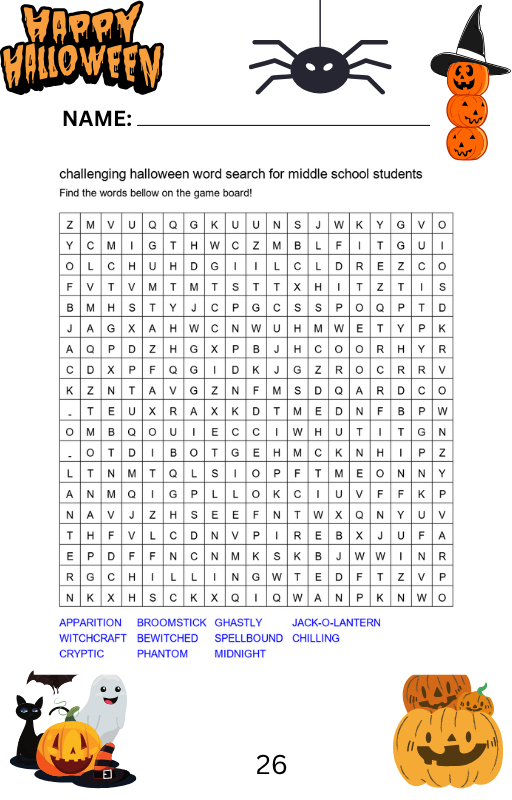 HAPPY
HALLOWEEN
NAME:
challenging halloween word search for middle school students
Find the words bellow on the game board!
Z M V U Q Q G K U U N S J W K Y G V O
Y C M I G T H W C Z M B L F I T G U I
O L C H U H D G I I L C L D R E Z C O
F V T V M T M T S T T X H I T Z T I S
B M H S T Y J C P G C S S P O Q P T D
J A G X A H W C N W U H M W E T Y P K
A Q P D Z H G X P B J H C O O R H Y R
C D X P F Q G I D K J G Z R O C R R V
K Z N T A V G Z N F M S D Q A R D C O
- T E U X R A X K D T M E D N F B P W
O M B Q O U I E C C I W H U T I T G N
- O T D I B O T G E H M C K N H I P Z
L T N M T Q L S I O P F T M E O N N Y
A N M Q I G P L L O K C I U V F F K P
N A V J Z H S E E F N T W X Q N Y U V
T H F V L C D N V P I R E B X J U F A
E P D F F N C N M K S K B J W W I N R
R G C H I L L I N G W T E D F T Z V P
N K X H S C K X Q I Q W A N P K N W O
APPARITION BROOMSTICK GHASTLY JACK-O-LANTERN
WITCHCRAFT BEWITCHED SPELLBOUND CHILLING
CRYPTIC PHANTOM MIDNIGHT
26